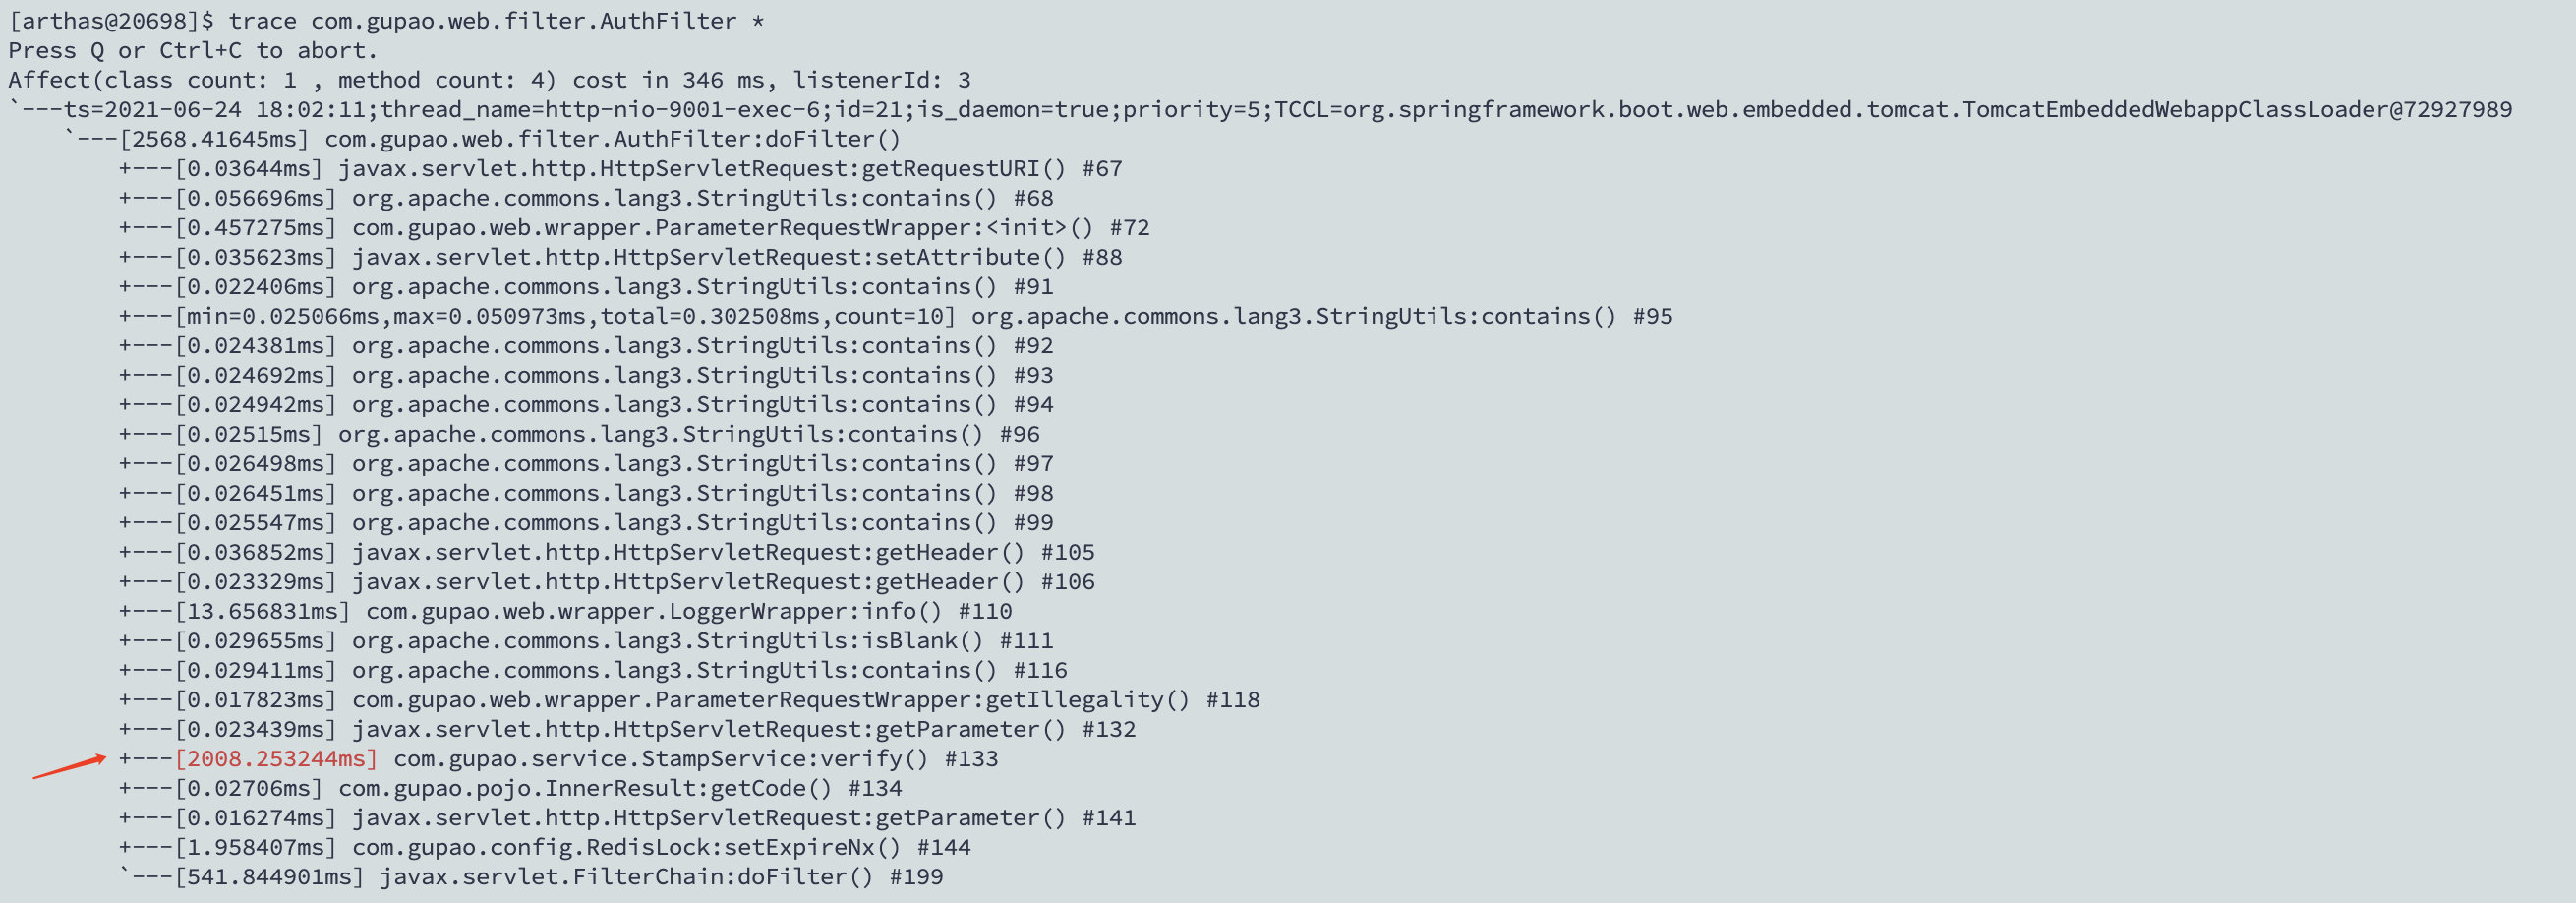 [arthas@20698]$ trace com.gupao.web.filter.AuthFilter *
Press Q or Ctrl+C to abort.
Affect(class count: 1 , method count: 4) cost in 346 ms, listenerId: 3
`---ts=2021-06-24 18:02:11;thread_name=http-nio-9001-exec-6;id=21;is_daemon=true;priority=5;TCCL=org.springframework.boot.web.embedded.tomcat.TomcatEmbeddedWebappClassLoader@72927989
    `---[2568.41645ms] com.gupao.web.filter.AuthFilter:doFilter()
        +---[0.03644ms] javax.servlet.http.HttpServletRequest:getRequestURI() #67
        +---[0.056696ms] org.apache.commons.lang3.StringUtils:contains() #68
        +---[0.457275ms] com.gupao.web.wrapper.ParameterRequestWrapper:<init>() #72
        +---[0.035623ms] javax.servlet.http.HttpServletRequest:setAttribute() #88
        +---[0.022406ms] org.apache.commons.lang3.StringUtils:contains() #91
        +---[min=0.025066ms,max=0.050973ms,total=0.302508ms,count=10] org.apache.commons.lang3.StringUtils:contains() #95
        +---[0.024381ms] org.apache.commons.lang3.StringUtils:contains() #92
        +---[0.024692ms] org.apache.commons.lang3.StringUtils:contains() #93
        +---[0.024942ms] org.apache.commons.lang3.StringUtils:contains() #94
        +---[0.02515ms] org.apache.commons.lang3.StringUtils:contains() #96
        +---[0.026498ms] org.apache.commons.lang3.StringUtils:contains() #97
        +---[0.026451ms] org.apache.commons.lang3.StringUtils:contains() #98
        +---[0.025547ms] org.apache.commons.lang3.StringUtils:contains() #99
        +---[0.036852ms] javax.servlet.http.HttpServletRequest:getHeader() #105
        +---[0.023329ms] javax.servlet.http.HttpServletRequest:getHeader() #106
        +---[13.656831ms] com.gupao.web.wrapper.LoggerWrapper:info() #110
        +---[0.029655ms] org.apache.commons.lang3.StringUtils:isBlank() #111
        +---[0.029411ms] org.apache.commons.lang3.StringUtils:contains() #116
        +---[0.017823ms] com.gupao.web.wrapper.ParameterRequestWrapper:getIllegality() #118
        +---[0.023439ms] javax.servlet.http.HttpServletRequest:getParameter() #132
        +---[2008.253244ms] com.gupao.service.StampService:verify() #133
        +---[0.02706ms] com.gupao.pojo.InnerResult:getCode() #134
        +---[0.016274ms] javax.servlet.http.HttpServletRequest:getParameter() #141
        +---[1.958407ms] com.gupao.config.RedisLock:setExpireNx() #144
        `---[541.844901ms] javax.servlet.FilterChain:doFilter() #199